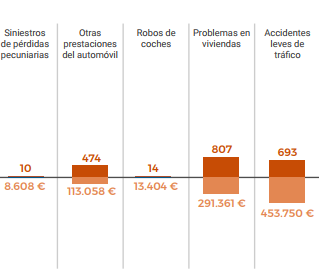 Siniestros
de pérdidas
pecuniarias
Otras
prestaciones
del automóvil
Robos de
coches
Problemas en
viviendas
Accidentes
leves de
tráfico
10
474
14
807
693
8.608 €
113.058 €
13.404 €
291.361 €
453.750 €